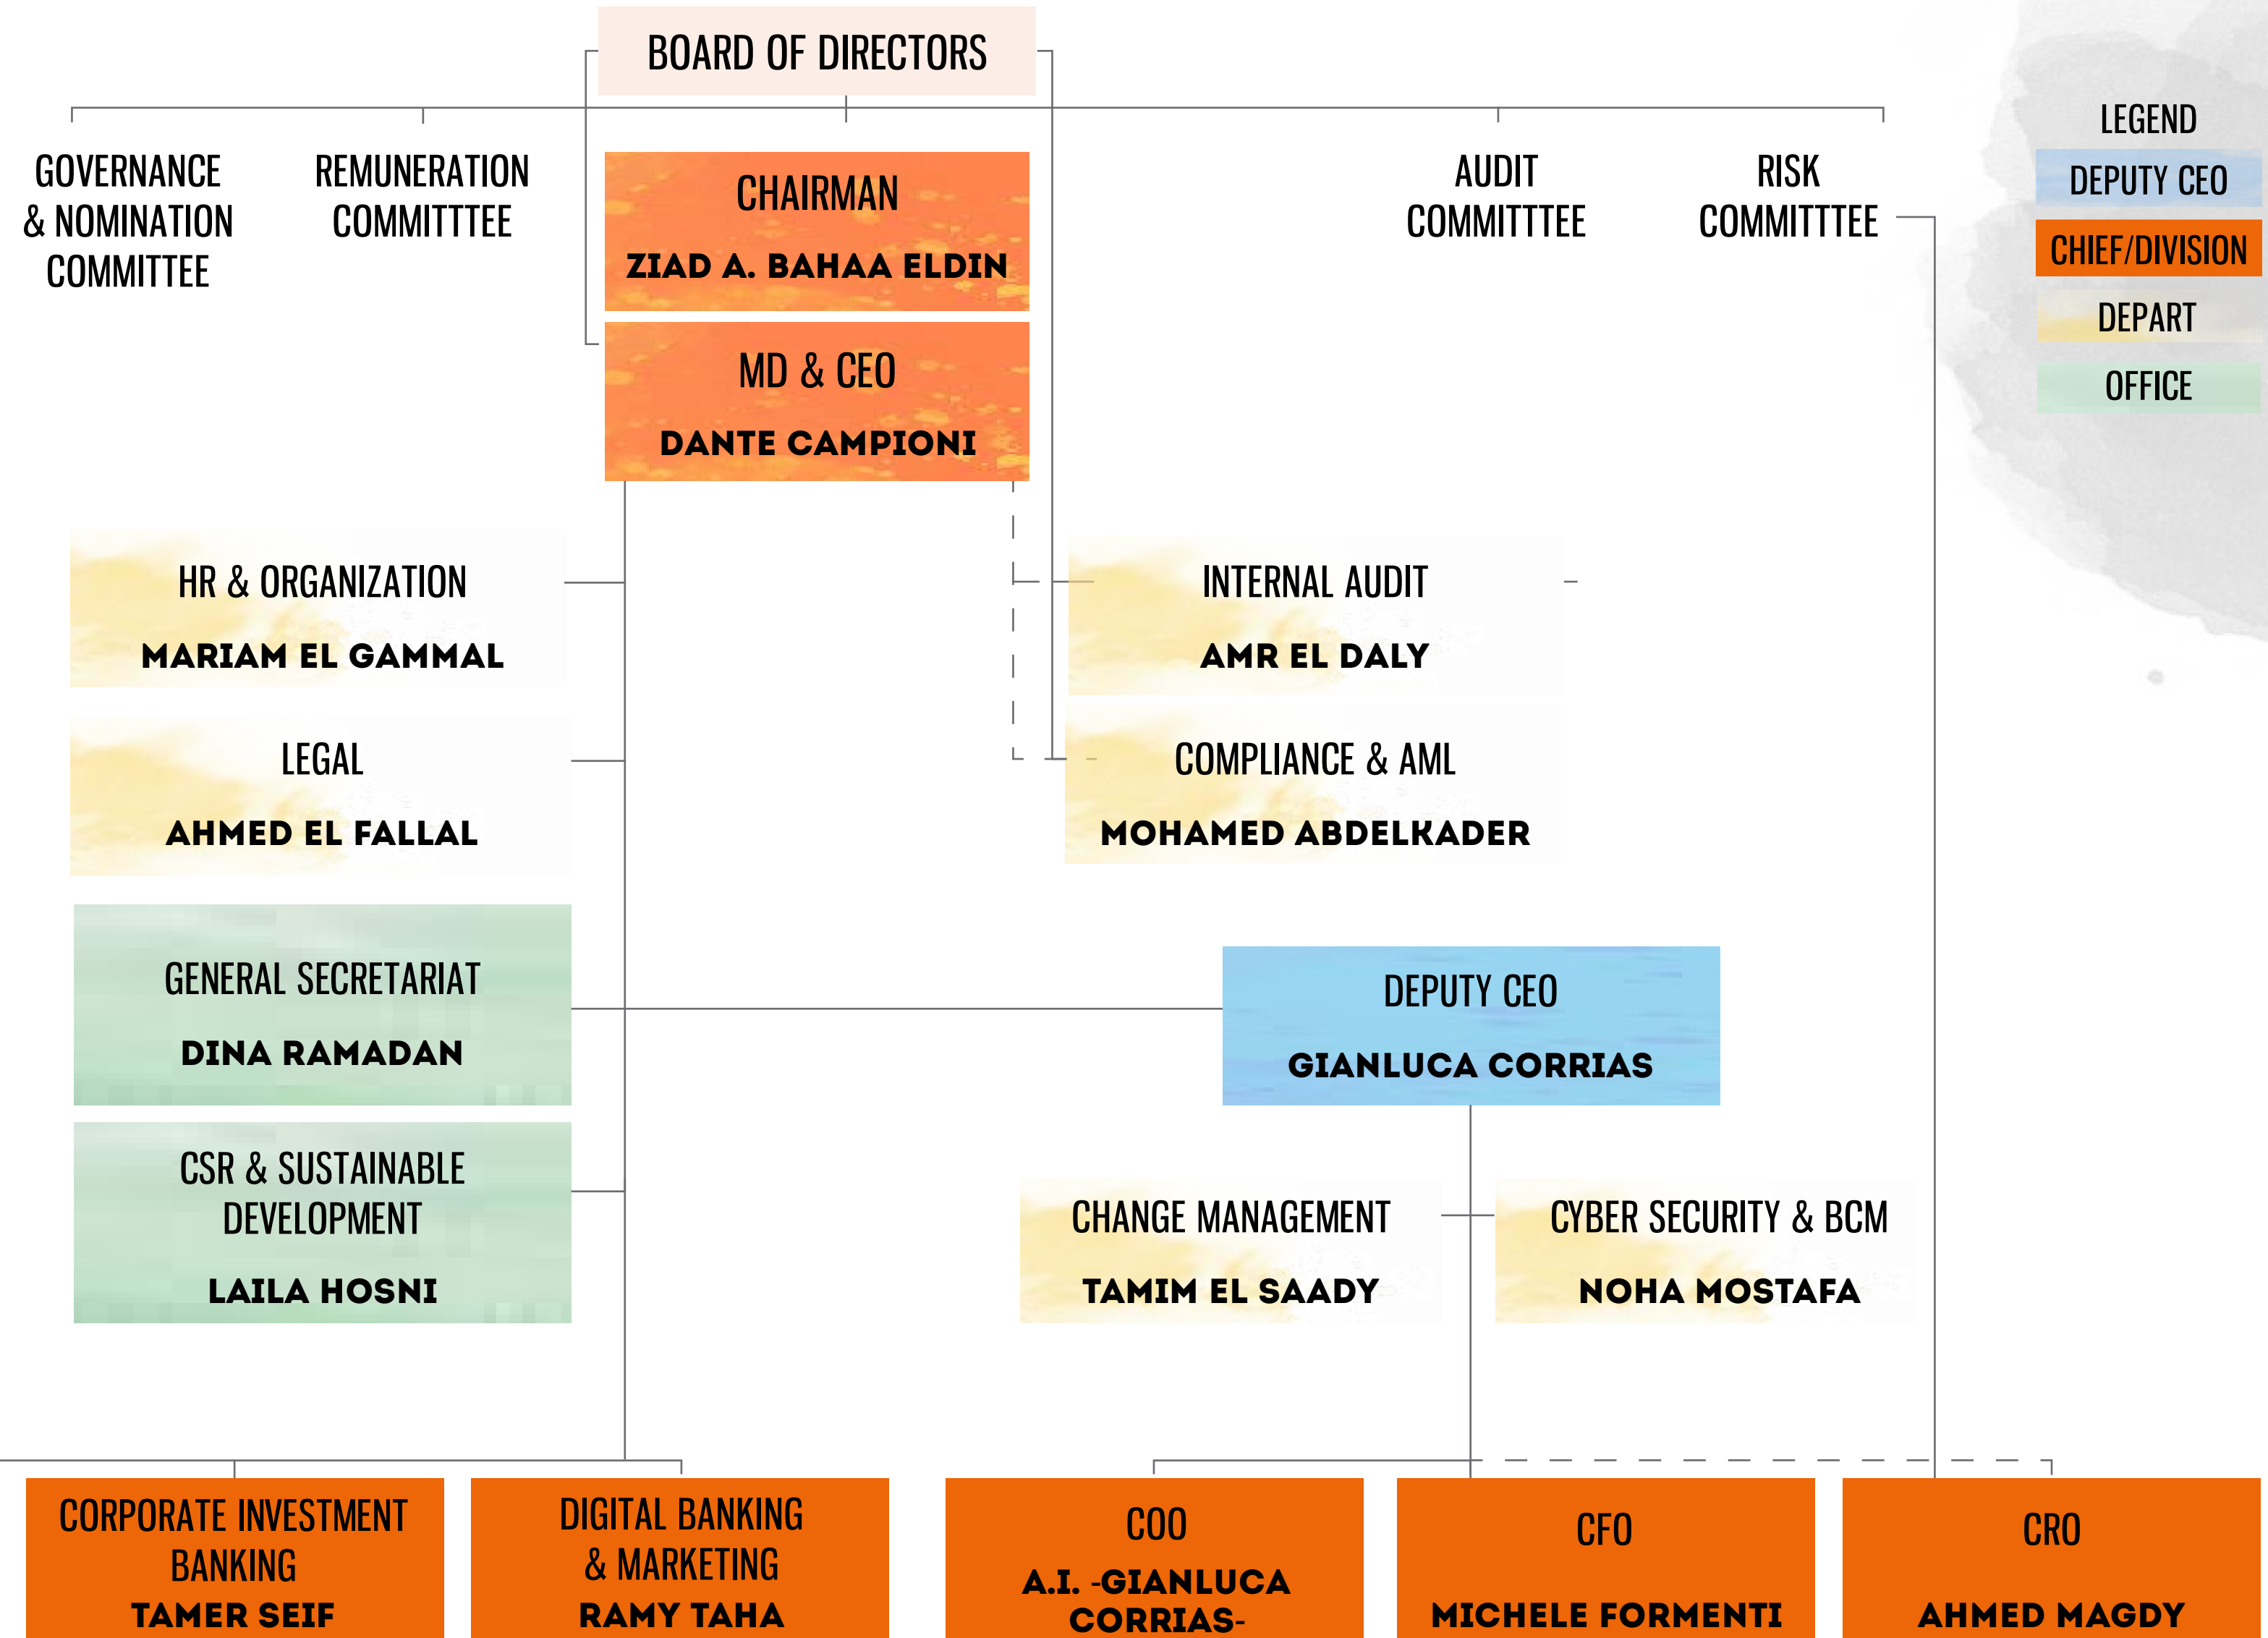 BOARD OF DIRECTORS
GOVERNANCE
& NOMINATION
COMMITTEE
REMUNERATION
COMMITTTEE
CHAIRMAN
ZIAD A. BAHAA ELDIN
AUDIT
COMMITTTEE
RISK
COMMITTTEE
LEGEND
DEPUTY CEO
CHIEF/DIVISION
DEPART
OFFICE
MD & CEO
DANTE CAMPIONI
HR & ORGANIZATION
MARIAM EL GAMMAL
INTERNAL AUDIT
AMR EL DALY
LEGAL
AHMED EL FALLAL
COMPLIANCE & AML
MOHAMED ABDELKADER
GENERAL SECRETARIAT
DINA RAMADAN
DEPUTY CEO
GIANLUCA CORRIAS
CSR & SUSTAINABLE
DEVELOPMENT
LAILA HOSNI
CHANGE MANAGEMENT
TAMIM EL SAADY
CYBER SECURITY & BCM
NOHA MOSTAFA
CORPORATE INVESTMENT
BANKING
TAMER SEIF
DIGITAL BANKING
& MARKETING
RAMY TAHA
COO
A.I. -GIANLUCA
CORRIAS-
CFO
MICHELE FORMENTI
CRO
AHMED MAGDY